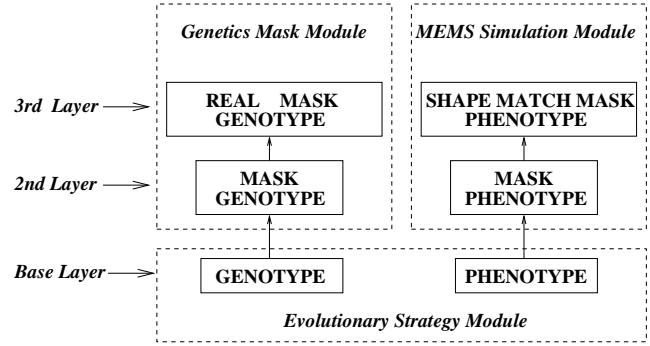 Genetics Mask Module
MEMS Simulation Module
3rd Layer
REAL MASK
GENOTYPE
SHAPE MATCH MASK
PHENOTYPE
2nd Layer
MASK
GENOTYPE
MASK
PHENOTYPE
Base Layer
GENOTYPE
PHENOTYPE
Evolutionary Strategy Module